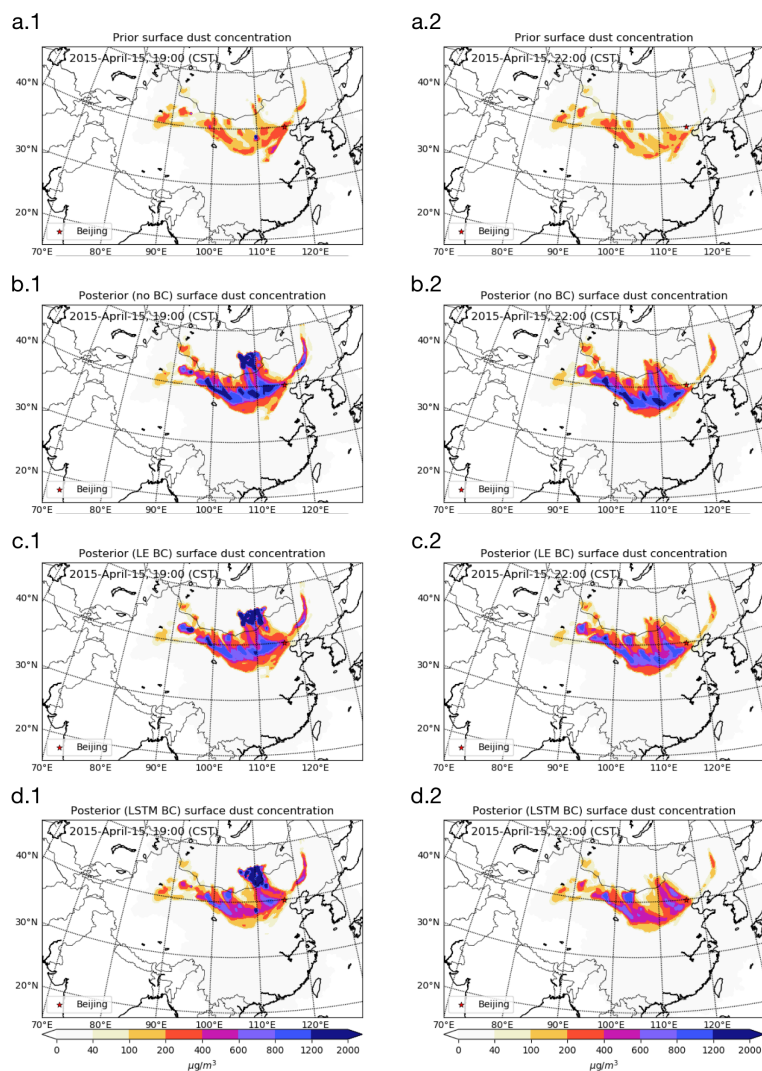 a.1
Prior surface dust concentration
2015-April-15, 19:00 (CST)
40°N
30°N
20°N
Beijing
70°E 80°E 90°E 100°E 110°E 120°E
a.2
Prior surface dust concentration
2015-April-15, 22:00 (CST)
40°N
30°N
20°N
Beijing
70°E 80°E 90°E 100°E 110°E 120°E
b.1
Posterior (no BC) surface dust concentration
2015-April-15, 19:00 (CST)
40°N
30°N
20°N
Beijing
70°E 80°E 90°E 100°E 110°E 120°E
b.2
Posterior (no BC) surface dust concentration
2015-April-15, 22:00 (CST)
40°N
30°N
20°N
Beijing
70°E 80°E 90°E 100°E 110°E 120°E
c.1
Posterior (LE BC) surface dust concentration
2015-April-15, 19:00 (CST)
40°N
30°N
20°N
Beijing
70°E 80°E 90°E 100°E 110°E 120°E
c.2
Posterior (LE BC) surface dust concentration
2015-April-15, 22:00 (CST)
40°N
30°N
20°N
Beijing
70°E 80°E 90°E 100°E 110°E 120°E
d.1
Posterior (LSTM BC) surface dust concentration
2015-April-15, 19:00 (CST)
40°N
30°N
20°N
Beijing
70°E 80°E 90°E 100°E 110°E 120°E
0 40 100 200 400 600 800 1200 2000
μg/m³
d.2
Posterior (LSTM BC) surface dust concentration
2015-April-15, 22:00 (CST)
40°N
30°N
20°N
Beijing
70°E 80°E 90°E 100°E 110°E 120°E
0 40 100 200 400 600 800 1200 2000
μg/m³